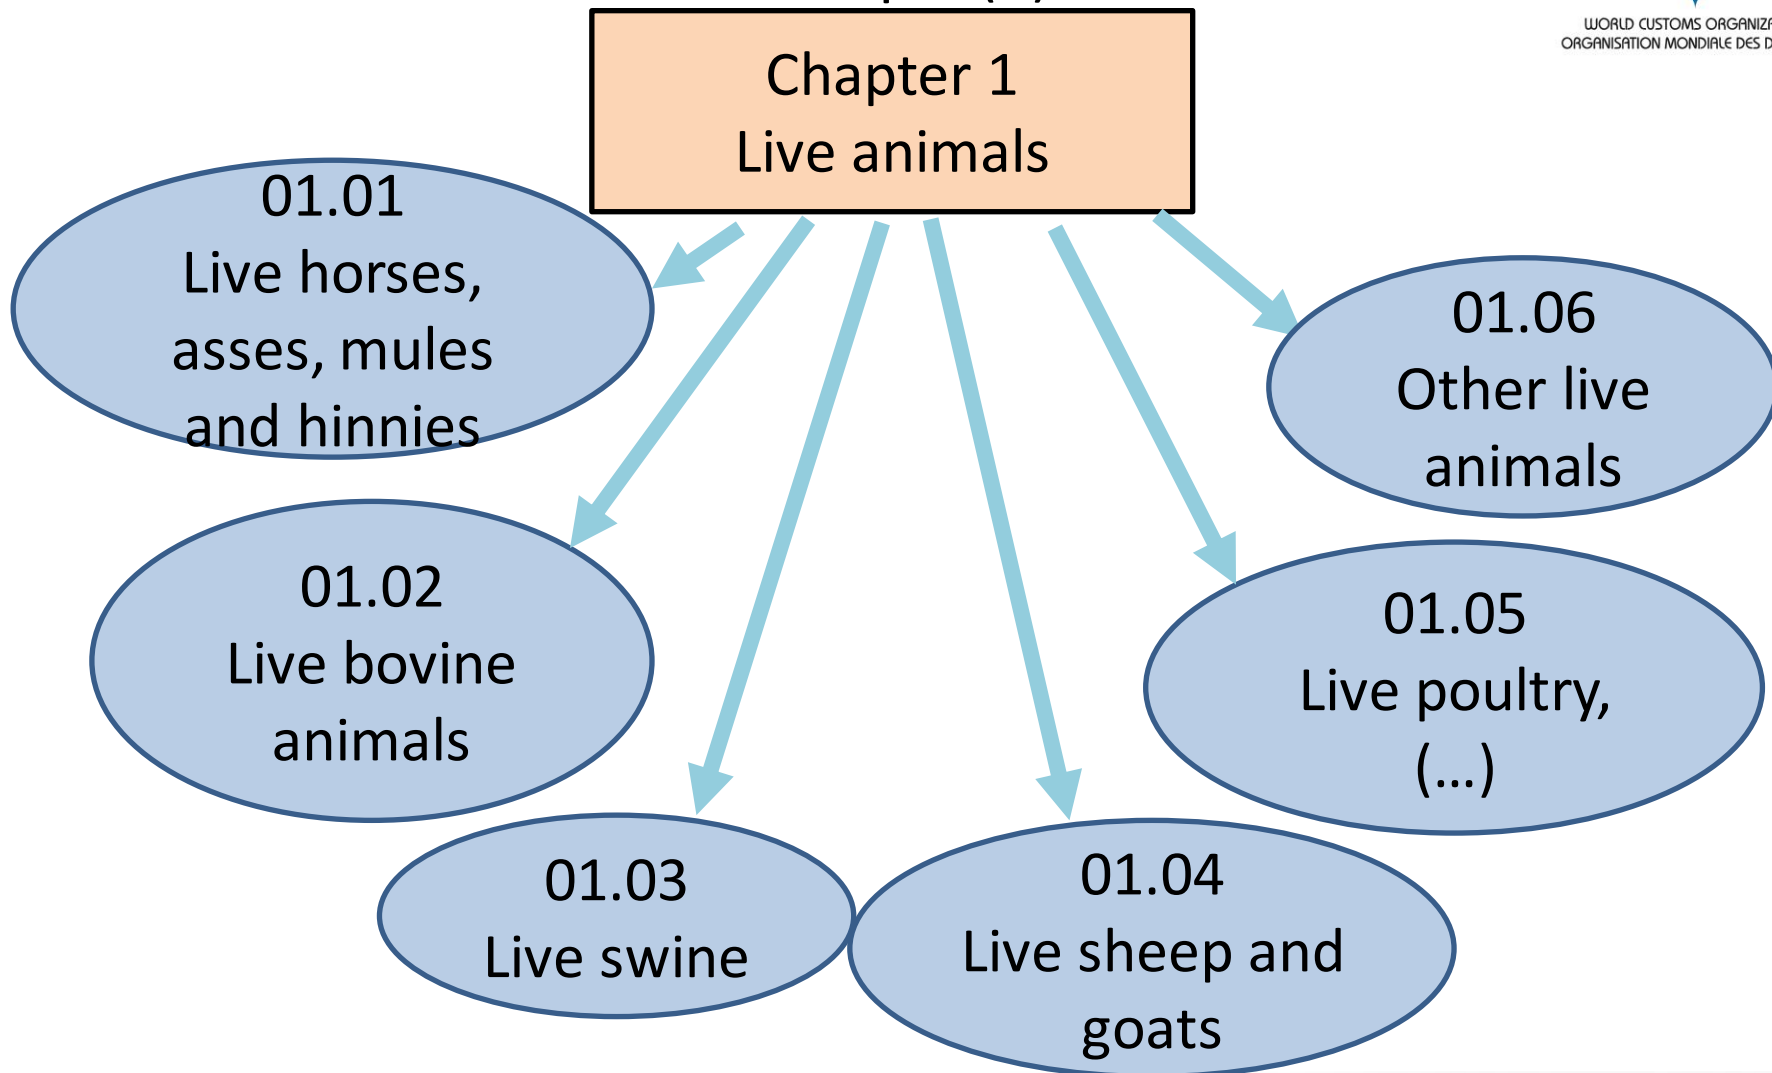 WORLD CUSTOMS
ORGANISATION MONDIALE DES
Chapter 1
Live animals
01.01
Live horses,
asses, mules
and hinnies
01.02
Live bovine
animals
01.03
Live swine
01.04
Live sheep and
goats
01.05
Live poultry,
(...)
01.06
Other live
animals